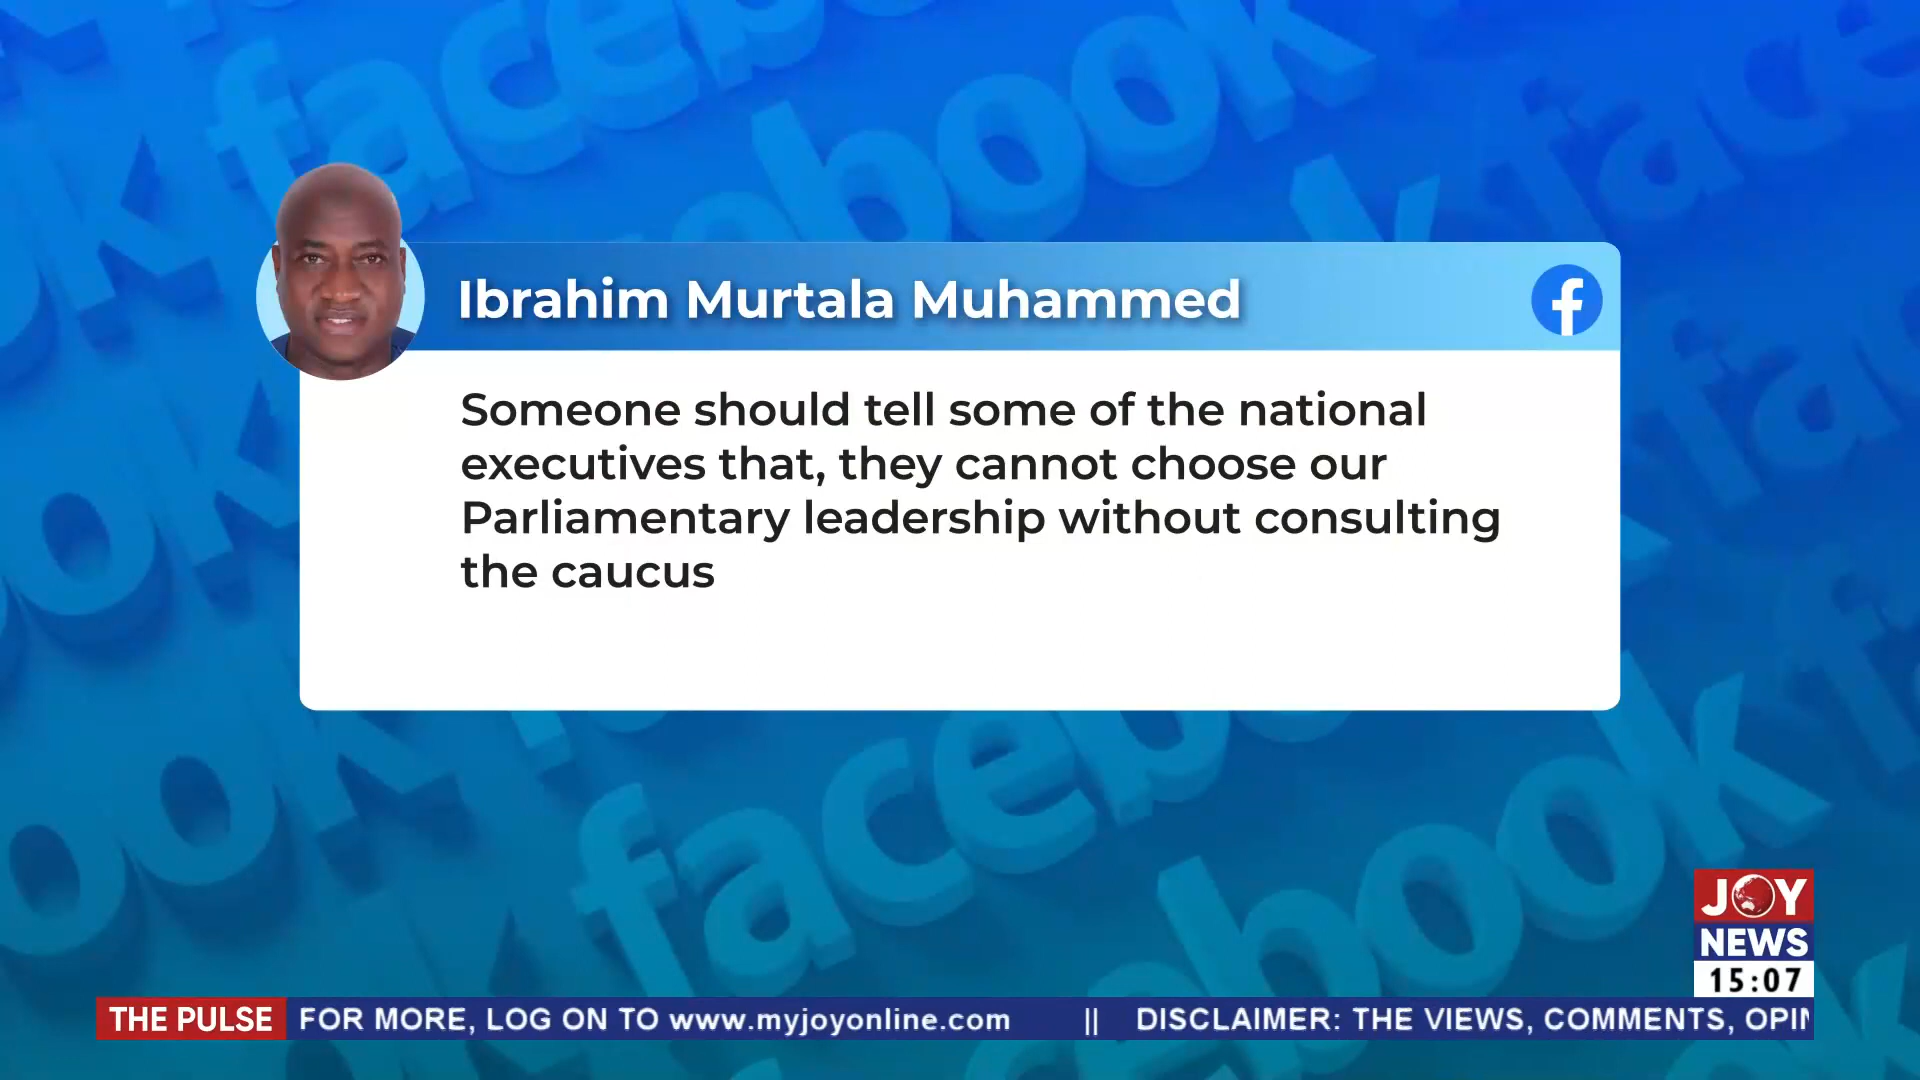 Ibrahim Murtala Muhammed
Someone should tell some of the national
executives that, they cannot choose our
Parliamentary leadership without consulting
the caucus
JOY
NEWS
15:07
THE PULSE
FOR MORE, LOG ON TO www.myjoyonline.com || DISCLAIMER: THE VIEWS, COMMENTS,
facebook
facebook